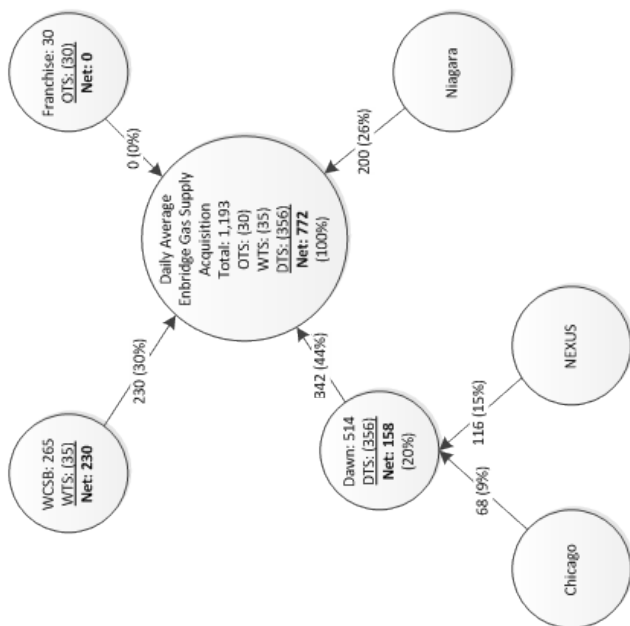 Franchise: 30
OTS: (30)
Net: 0
0 (0%)
Niagara
200 (26%)
Daily Average
Enbridge Gas Supply
Acquisition
Total: 1,193
OTS: (30)
WTS: (35)
DTS: (356)
Net: 772
(100%)
230 (30%)
WCSB: 265
WTS: (35)
Net: 230
342 (44%)
Dawn: 514
DTS: (356)
Net: 158
(20%)
116 (15%)
NEXUS
68 (9%)
Chicago